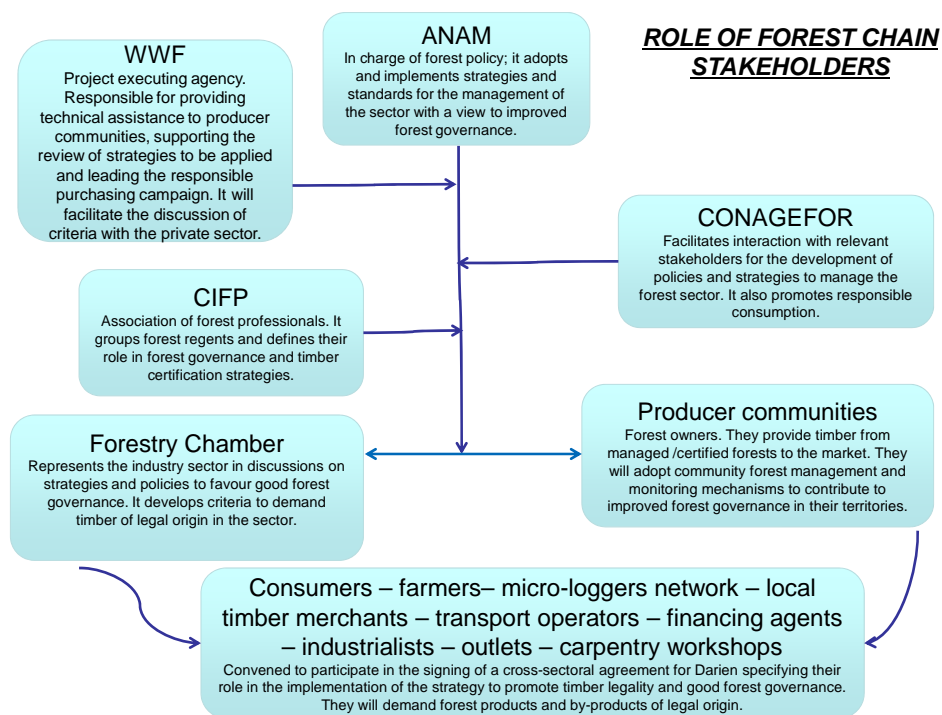 ROLE OF FOREST CHAIN
STAKEHOLDERS
WWF
Project executing agency.
Responsible for providing
technical assistance to producer
communities, supporting the
review of strategies to be applied
and leading the responsible
purchasing campaign. It will
facilitate the discussion of
criteria with the private sector.
ANAM
In charge of forest policy; it adopts
and implements strategies and
standards for the management of
the sector with a view to improved
forest governance.
CONAGEFOR
Facilitates interaction with relevant
stakeholders for the development of
policies and strategies to manage the
forest sector. It also promotes responsible
consumption.
CIFP
Association of forest professionals. It
groups forest regents and defines their
role in forest governance and timber
certification strategies.
Forestry Chamber
Represents the industry sector in discussions on
strategies and policies to favour good forest
governance. It develops criteria to demand
timber of legal origin in the sector.
Producer communities
Forest owners. They provide timber from
managed /certified forests to the market. They
will adopt community forest management and
monitoring mechanisms to contribute to
improved forest governance in their territories.
Consumers – farmers– micro-loggers network – local
timber merchants – transport operators – financing agents
– industrialists – outlets – carpentry workshops
Convened to participate in the signing of a cross-sectoral agreement for Darien specifying their
role in the implementation of the strategy to promote timber legality and good forest governance.
They will demand forest products and by-products of legal origin.